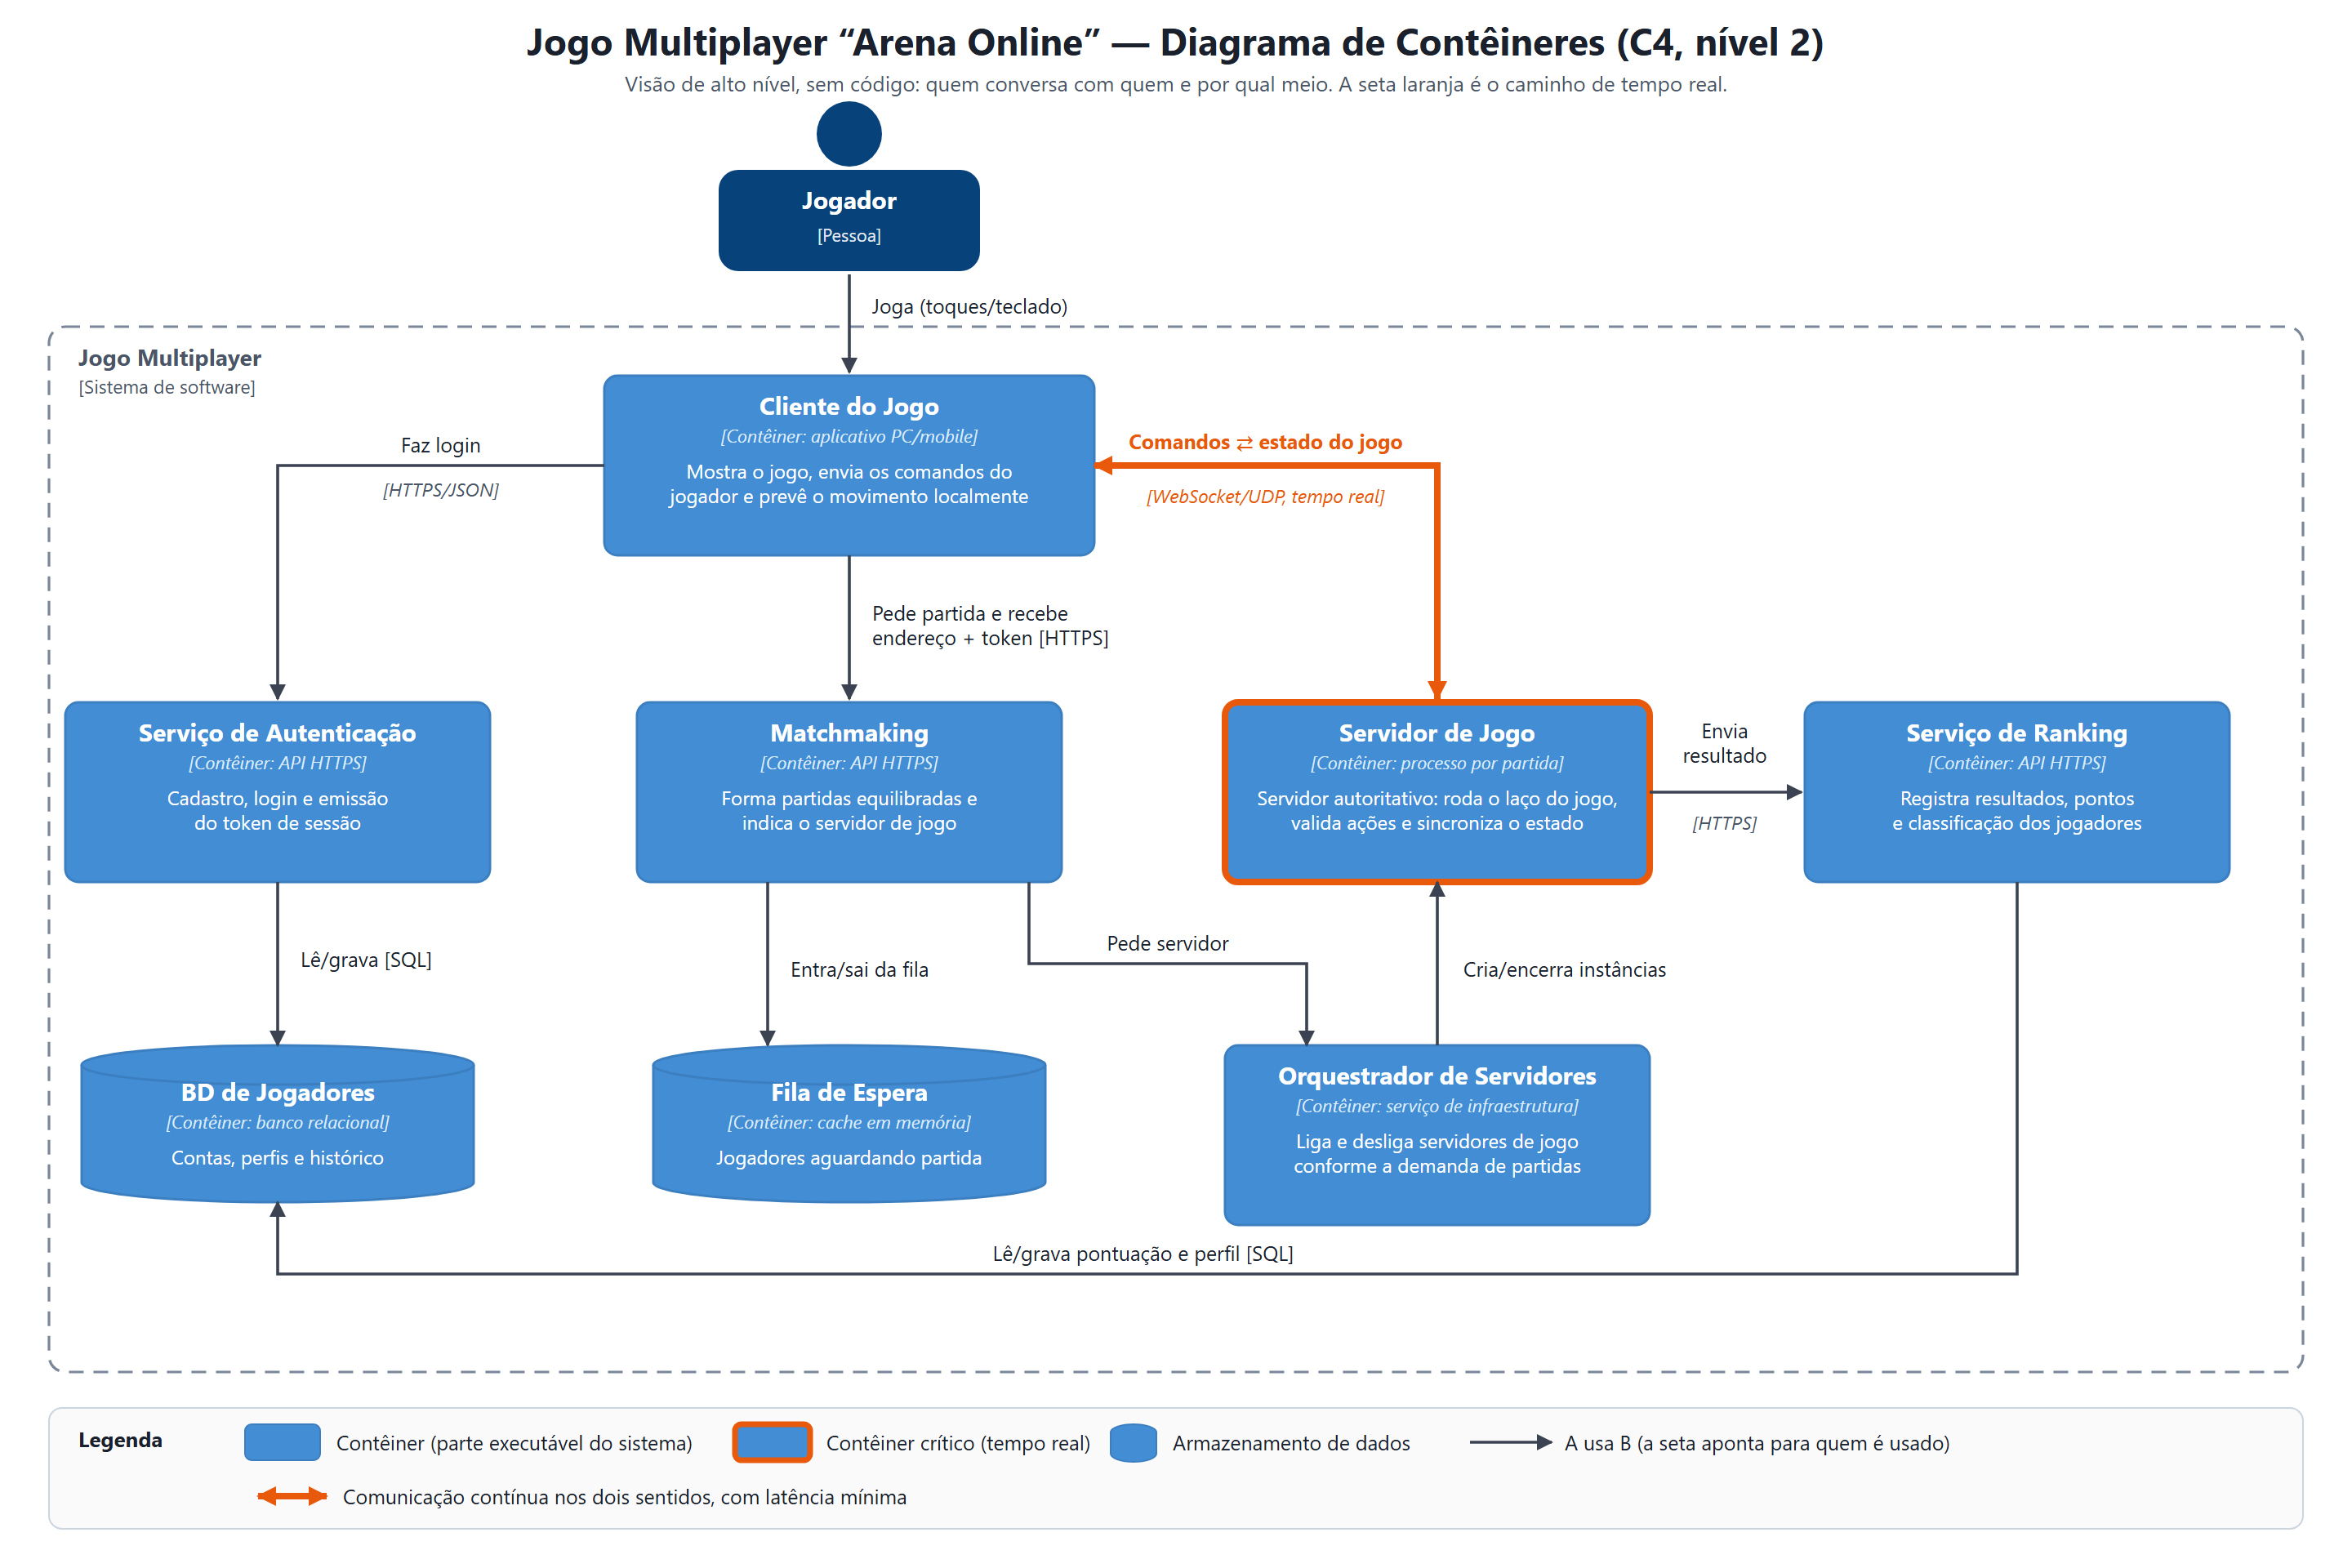 Jogo Multiplayer “Arena Online” — Diagrama de Contêineres (C4, nível 2)
Visão de alto nível, sem código: quem conversa com quem e por qual meio. A seta laranja é o caminho de tempo real.
Jogador
[Pessoa]
Joga (toques/teclado)
Jogo Multiplayer
[Sistema de software]
Cliente do Jogo
[Contêiner: aplicativo PC/mobile]
Mostra o jogo, envia os comandos do
jogador e prevê o movimento localmente
Faz login
[HTTPS/JSON]
Comandos ⇄ estado do jogo
[WebSocket/UDP, tempo real]
Pede partida e recebe
endereço + token [HTTPS]
Serviço de Autenticação
[Contêiner: API HTTPS]
Cadastro, login e emissão
do token de sessão
Matchmaking
[Contêiner: API HTTPS]
Forma partidas equilibradas e
indica o servidor de jogo
Servidor de Jogo
[Contêiner: processo por partida]
Servidor autoritativo: roda o laço do jogo,
valida ações e sincroniza o estado
Envia
resultado
[HTTPS]
Serviço de Ranking
[Contêiner: API HTTPS]
Registra resultados, pontos
e classificação dos jogadores
Lê/grava [SQL]
Entra/sai da fila
Pede servidor
Cria/encerra instâncias
BD de Jogadores
[Contêiner: banco relacional]
Contas, perfis e histórico
Fila de Espera
[Contêiner: cache em memória]
Jogadores aguardando partida
Orquestrador de Servidores
[Contêiner: serviço de infraestrutura]
Liga e desliga servidores de jogo
conforme a demanda de partidas
Lê/grava pontuação e perfil [SQL]
Legenda
Contêiner (parte executável do sistema)
Contêiner crítico (tempo real)
Armazenamento de dados
A usa B (a seta aponta para quem é usado)
Comunicação contínua nos dois sentidos, com latência mínima